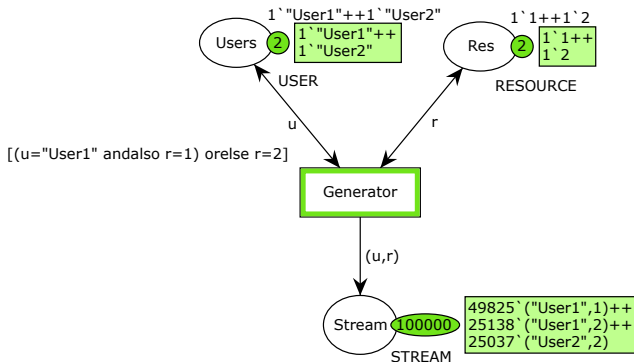 1`"User1"++1`"User2"
Users
2
1`"User1"++
1`"User2"
USER
1`1++1`2
Res
2
1`1++
1`2
RESOURCE
u
r
[(u="User1" andalso r=1) orelse r=2]
Generator
(u,r)
Stream
100000
49825`("User1",1)++
25138`("User1",2)++
25037`("User2",2)
STREAM